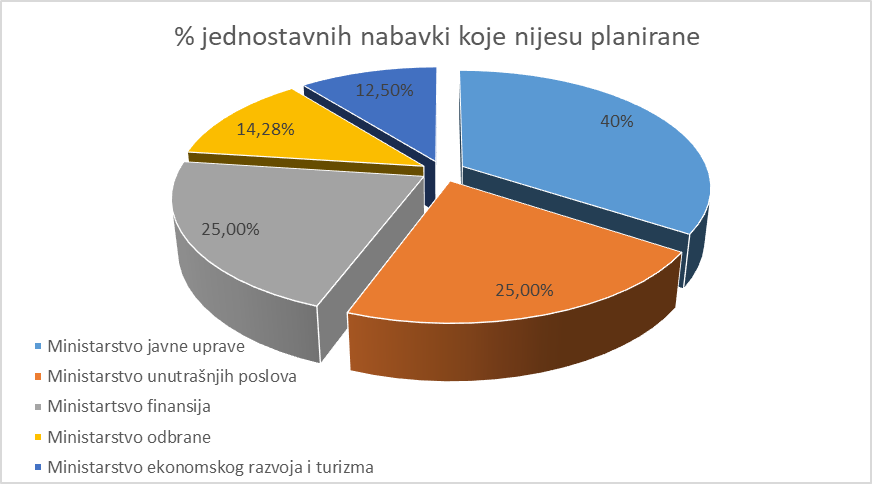 % jednostavnih nabavki koje nijesu planirane
12,50%
40%
14,28%
25,00%
25,00%
Ministarstvo javne uprave
Ministarstvo unutrašnjih poslova
Ministartsvo finansija
Ministarstvo odbrane
Ministarstvo ekonomskog razvoja i turizma